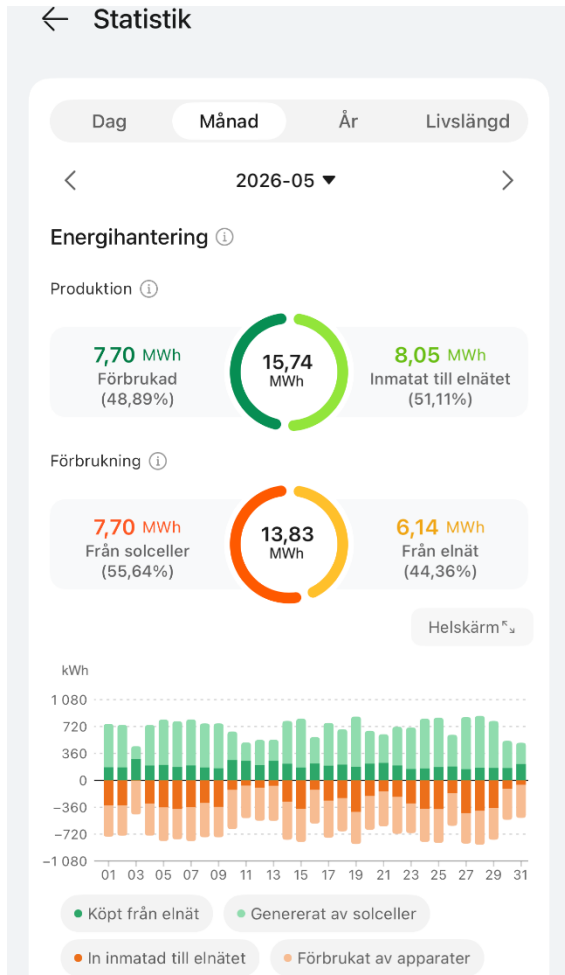 Statistik
Dag Månad År Livslängd
2026-05
Energihantering
Produktion
7,70 MWh
Förbrukad
(48,89%)
15,74
MWh
8,05 MWh
Inmatat till elnätet
(51,11%)
Förbrukning
7,70 MWh
Från solceller
(55,64%)
13,83
MWh
6,14 MWh
Från elnät
(44,36%)
Helskärm
kWh
1 080
720
360
0
-360
-720
-1 080
01 03 05 07 09 11 13 14 16 18 20 21 23 25 27 29 31
Köpt från elnät
Genererat av solceller
In inmatad till elnätet
Förbrukat av apparater